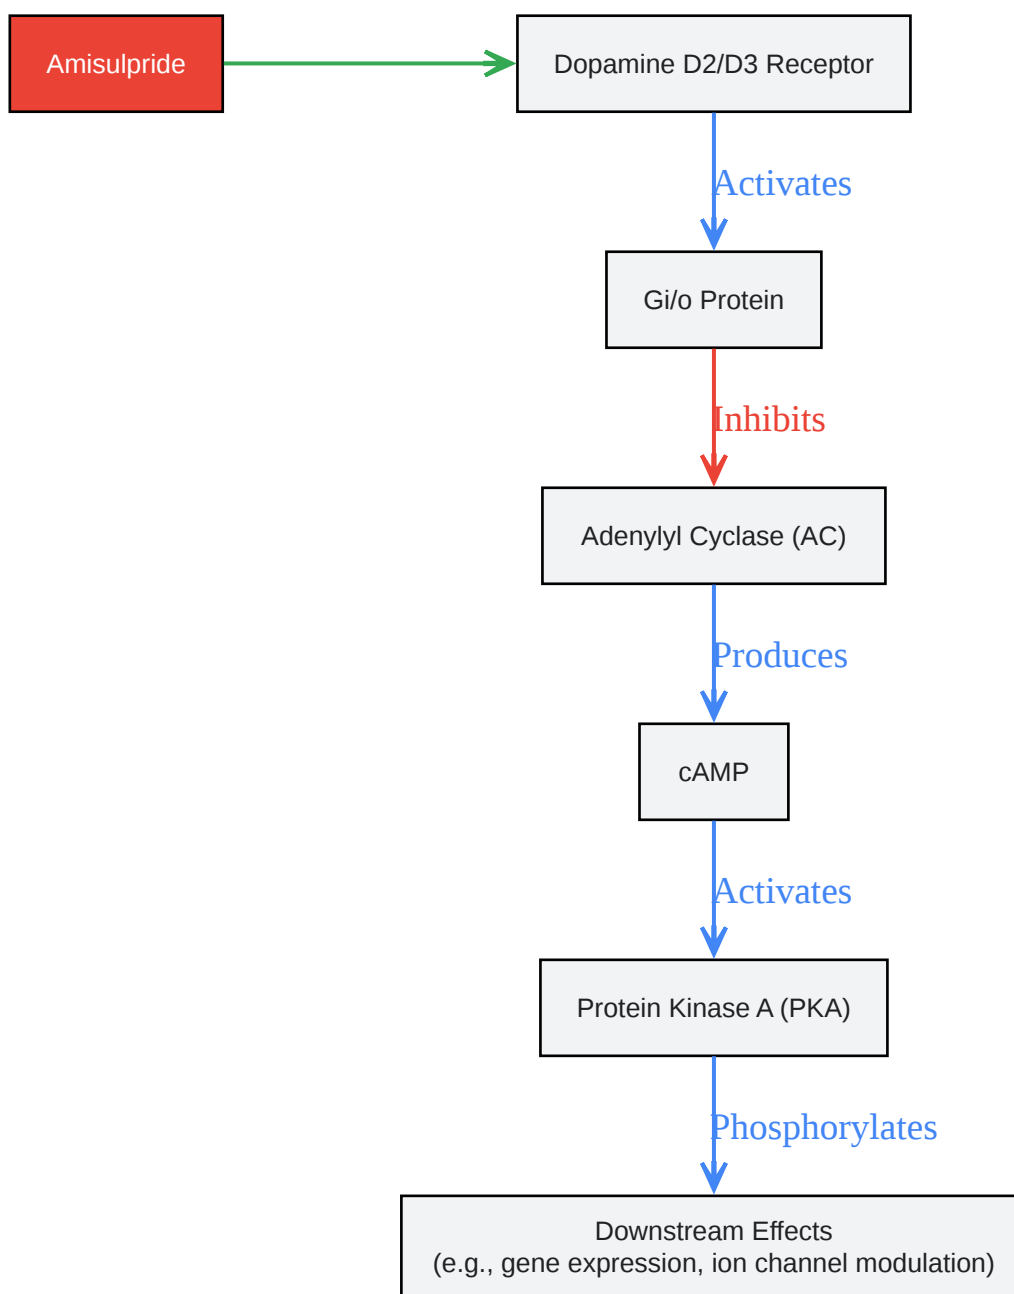 Amisulpride
Dopamine D2/D3 Receptor
Activates
Gi/o Protein
Inhibits
Adenylyl Cyclase (AC)
Produces
cAMP
Activates
Protein Kinase A (PKA)
Phosphorylates
Downstream Effects
(e.g., gene expression, ion channel modulation)